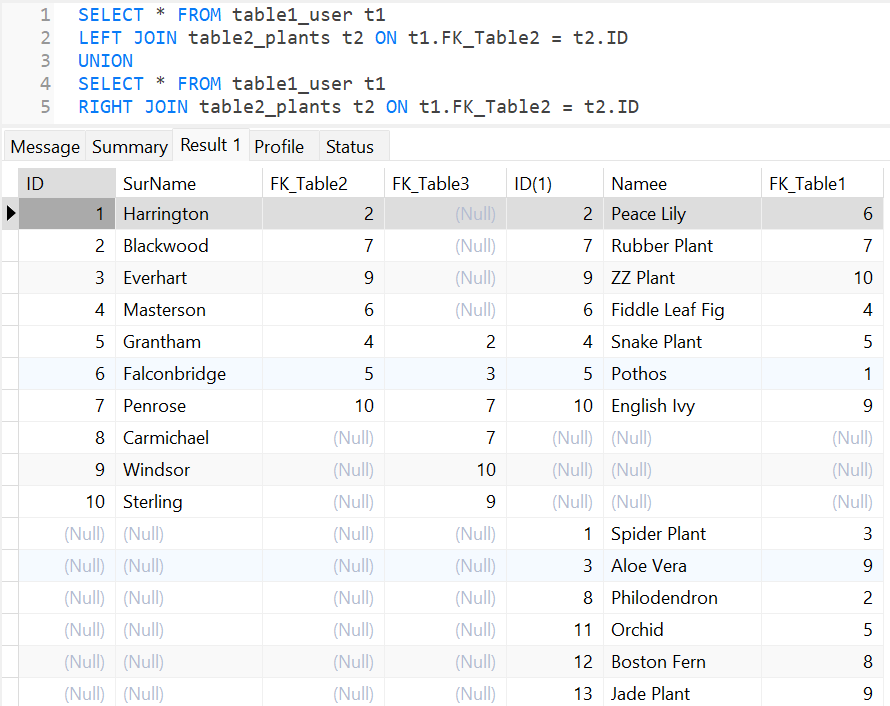 1 SELECT * FROM table1_user t1
2 LEFT JOIN table2_plants t2 ON t1.FK_Table2 = t2.ID
3 UNION
4 SELECT * FROM table1_user t1
5 RIGHT JOIN table2_plants t2 ON t1.FK_Table2 = t2.ID
Message Summary Result 1 Profile Status
ID SurName FK_Table2 FK_Table3 ID(1) Namee FK_Table1
1 Harrington 2 (Null) 2 Peace Lily 6
2 Blackwood 7 (Null) 7 Rubber Plant 7
3 Everhart 9 (Null) 9 ZZ Plant 10
4 Masterson 6 (Null) 6 Fiddle Leaf Fig 4
5 Grantham 4 2 4 Snake Plant 5
6 Falconbridge 5 3 5 Pothos 1
7 Penrose 10 7 10 English Ivy 9
8 Carmichael (Null) 7 (Null) (Null) (Null)
9 Windsor (Null) 10 (Null) (Null) (Null)
10 Sterling (Null) 9 (Null) (Null) (Null)
(Null) (Null) (Null) (Null) 1 Spider Plant 3
(Null) (Null) (Null) (Null) 3 Aloe Vera 9
(Null) (Null) (Null) (Null) 8 Philodendron 2
(Null) (Null) (Null) (Null) 11 Orchid 5
(Null) (Null) (Null) (Null) 12 Boston Fern 8
(Null) (Null) (Null) (Null) 13 Jade Plant 9